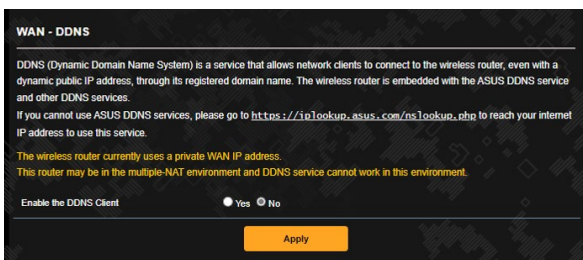 WAN - DDNS
DDNS (Dynamic Domain Name System) is a service that allows network clients to connect to the wireless router, even with a
dynamic public IP address, through its registered domain name. The wireless router is embedded with the ASUS DDNS service
and other DDNS services.
If you cannot use ASUS DDNS services, please go to https://iplookup.asus.com/nslookup.php to reach your internet
IP address to use this service.
The wireless router currently uses a private WAN IP address.
This router may be in the multiple-NAT environment and DDNS service cannot work in this environment.
Enable the DDNS Client Yes No
Apply